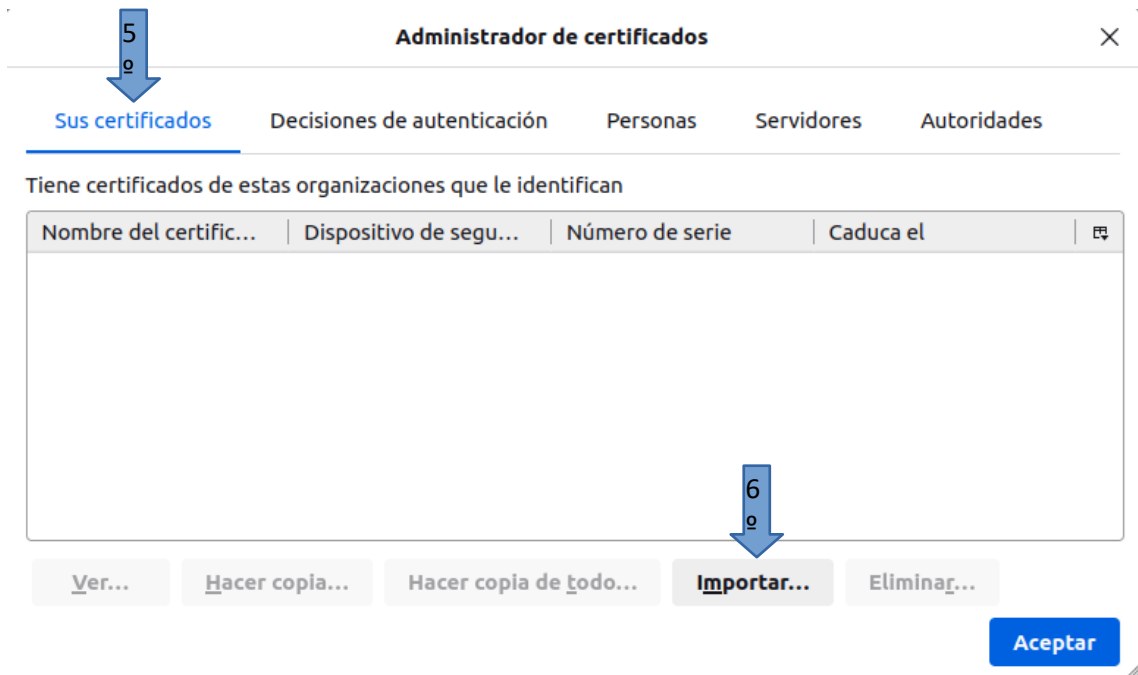 5
º
Administrador de certificados
Sus certificados Decisiones de autenticación Personas Servidores Autoridades
Tiene certificados de estas organizaciones que le identifican
Nombre del certific... Dispositivo de segu... Número de serie Caduca el
6
º
Ver... Hacer copia... Hacer copia de todo... Importar... Eliminar...
Aceptar